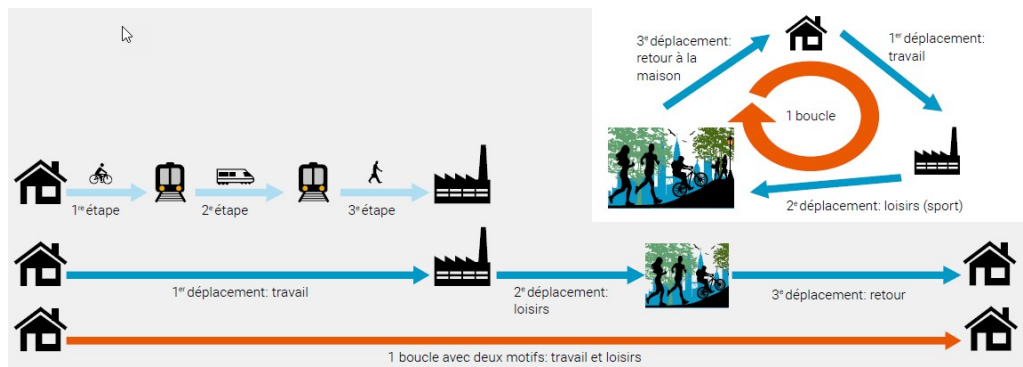 3ᵉ déplacement:
retour à la
maison
1ᵉʳ déplacement:
travail
1 boucle
2ᵉ déplacement: loisirs (sport)
1ʳᵉ étape
2ᵉ étape
3ᵉ étape
1ᵉʳ déplacement: travail
2ᵉ déplacement:
loisirs
3ᵉ déplacement: retour
1 boucle avec deux motifs: travail et loisirs